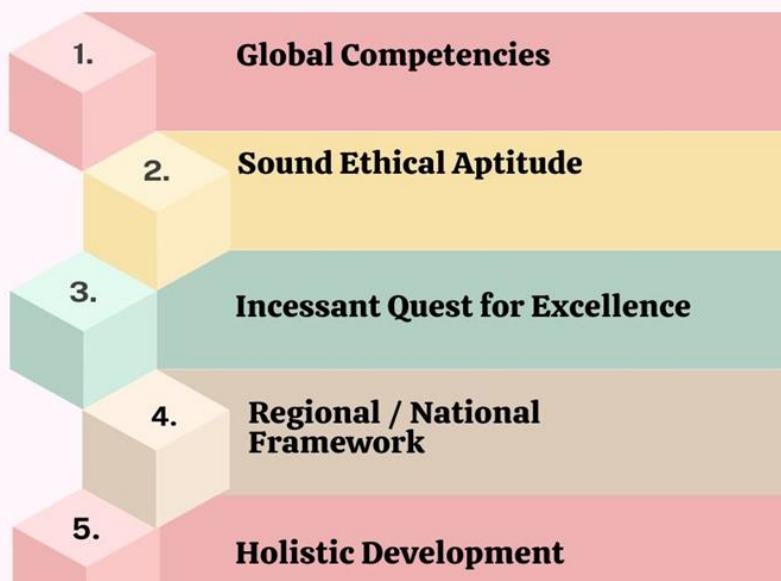 1. Global Competencies
2. Sound Ethical Aptitude
3. Incessant Quest for Excellence
4. Regional / National
Framework
5. Holistic Development